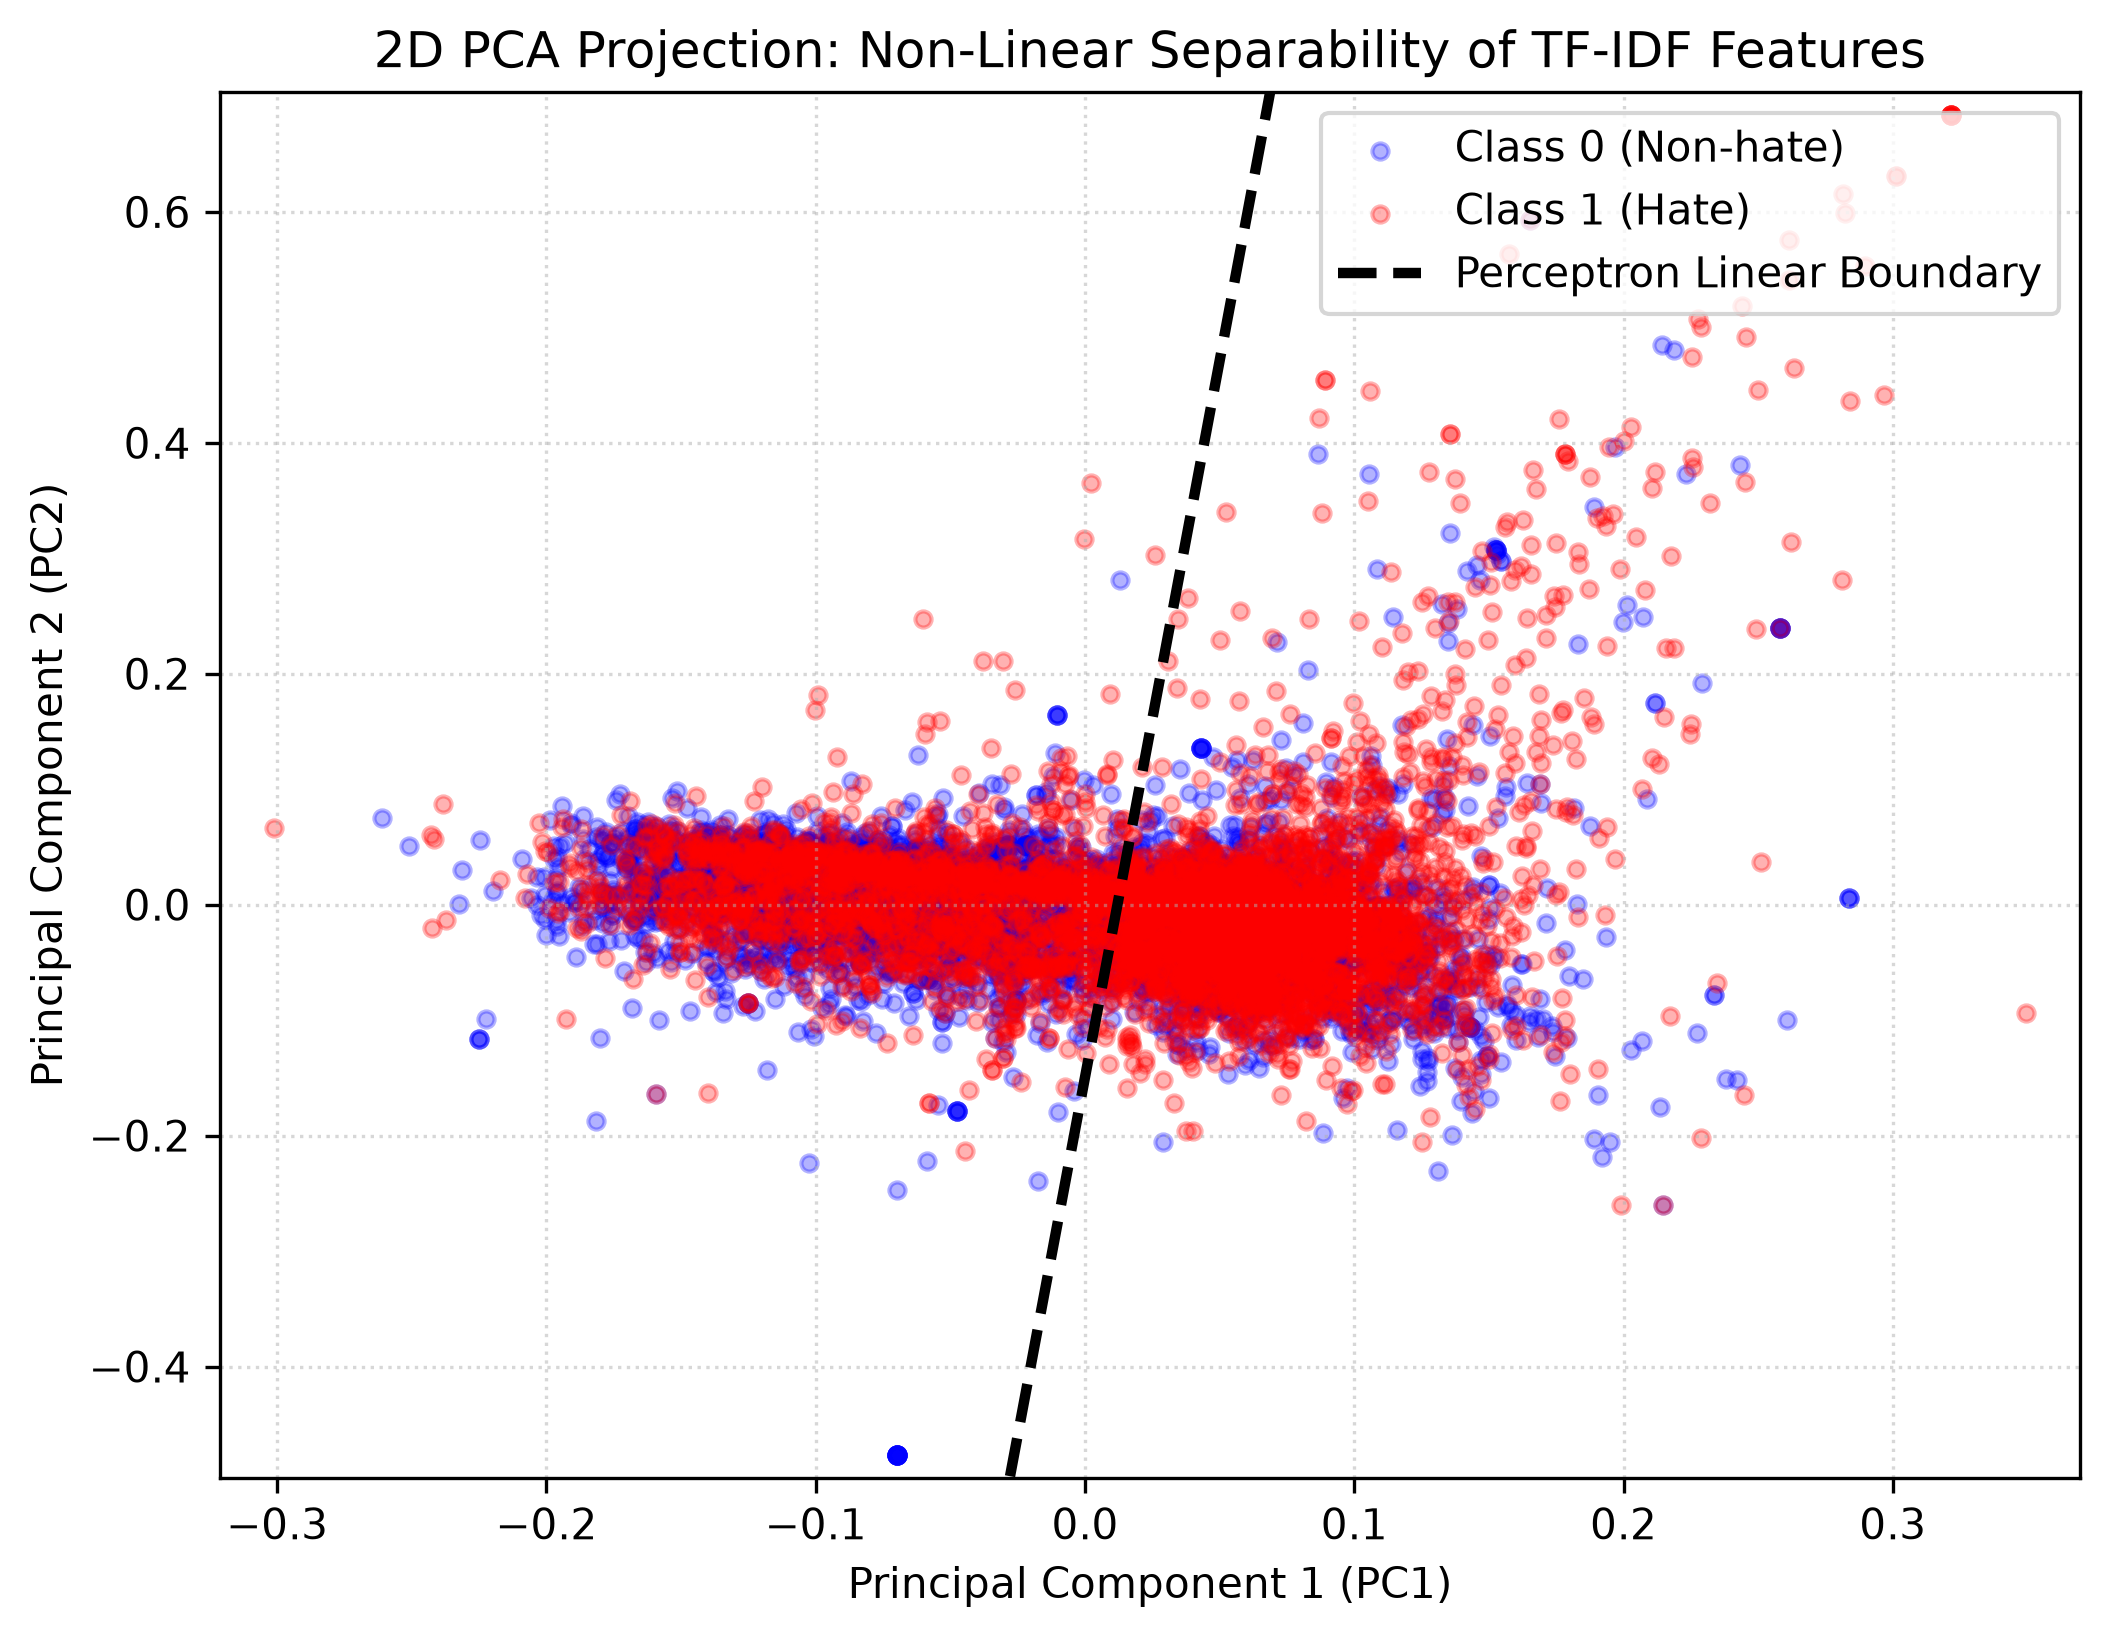 2D PCA Projection: Non-Linear Separability of TF-IDF Features
Class 0 (Non-hate)
Class 1 (Hate)
Perceptron Linear Boundary
Principal Component 2 (PC2)
0.6
0.4
0.2
0.0
−0.2
−0.4
−0.3
−0.2
−0.1
0.0
0.1
0.2
0.3
Principal Component 1 (PC1)